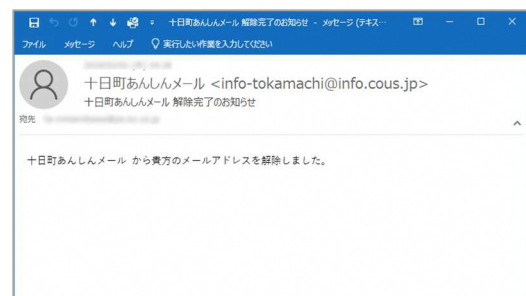 十日町あんしんメール 解除完了のお知らせ - メッセージ (テキス…
ファイル メッセージ ヘルプ 実行したい作業を入力してください
十日町あんしんメール <info-tokamachi@info.cous.jp>
十日町あんしんメール 解除完了のお知らせ
宛先
十日町あんしんメール から貴方のメールアドレスを解除しました。